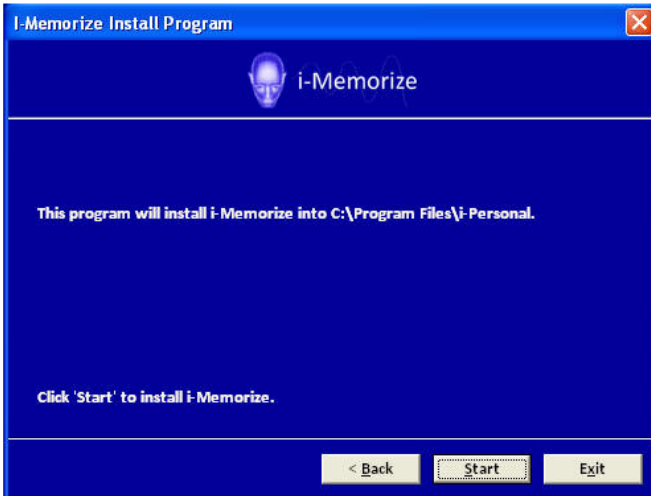 I-Memorize Install Program
i-Memorize
This program will install i-Memorize into C:\Program Files\i-Personal.
Click 'Start' to install i-Memorize.
< Back
Start
Exit